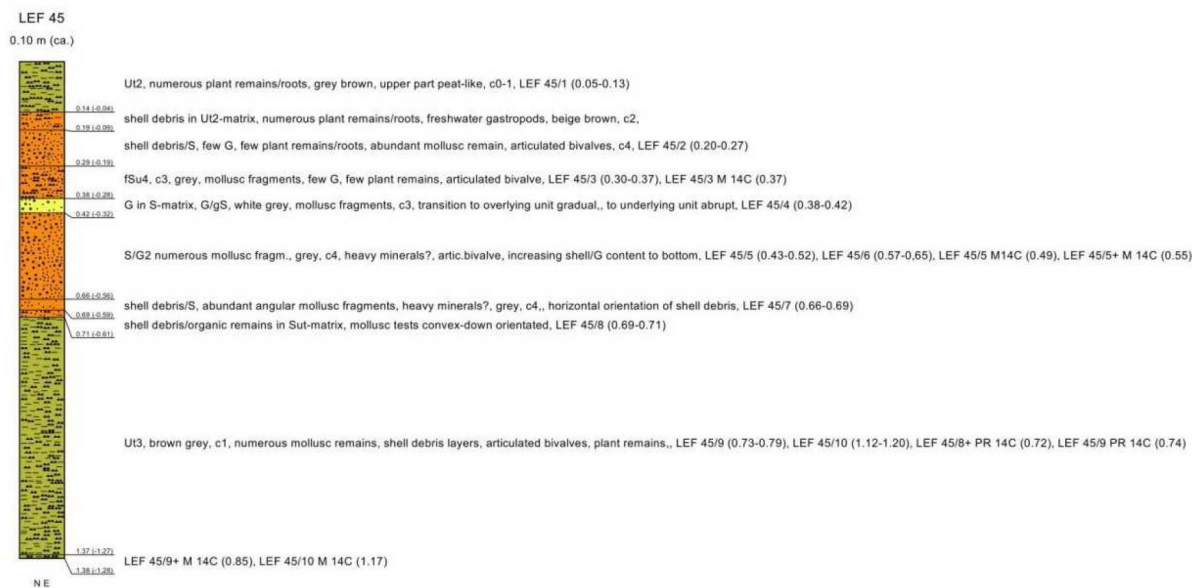 LEF 45
0.10 m (ca.)
Ut2, numerous plant remains/roots, grey brown, upper part peat-like, c0-1, LEF 45/1 (0.05-0.13)
0.14 (-0.04)
shell debris in Ut2-matrix, numerous plant remains/roots, freshwater gastropods, beige brown, c2,
0.19 (-0.09)
shell debris/S, few G, few plant remains/roots, abundant mollusc remain, articulated bivalves, c4, LEF 45/2 (0.20-0.27)
0.29 (-0.19)
fSu4, c3, grey, mollusc fragments, few G, few plant remains, articulated bivalve, LEF 45/3 (0.30-0.37), LEF 45/3 M 14C (0.37)
0.38 (-0.28)
G in S-matrix, G/gS, white grey, mollusc fragments, c3, transition to overlying unit gradual,, to underlying unit abrupt, LEF 45/4 (0.38-0.42)
0.42 (-0.32)
S/G2 numerous mollusc fragm., grey, c4, heavy minerals?, artic.bivalve, increasing shell/G content to bottom, LEF 45/5 (0.43-0.52), LEF 45/6 (0.57-0,65), LEF 45/5 M14C (0.49), LEF 45/5+ M 14C (0.55)
0.66 (-0.56)
shell debris/S, abundant angular mollusc fragments, heavy minerals?, grey, c4,, horizontal orientation of shell debris, LEF 45/7 (0.66-0.69)
0.69 (-0.59)
shell debris/organic remains in Sut-matrix, mollusc tests convex-down orientated, LEF 45/8 (0.69-0.71)
0.71 (-0.61)
Ut3, brown grey, c1, numerous mollusc remains, shell debris layers, articulated bivalves, plant remains,, LEF 45/9 (0.73-0.79), LEF 45/10 (1.12-1.20), LEF 45/8+ PR 14C (0.72), LEF 45/9 PR 14C (0.74)
1.37 (-1.27)
LEF 45/9+ M 14C (0.85), LEF 45/10 M 14C (1.17)
1.38 (-1.28)
N E